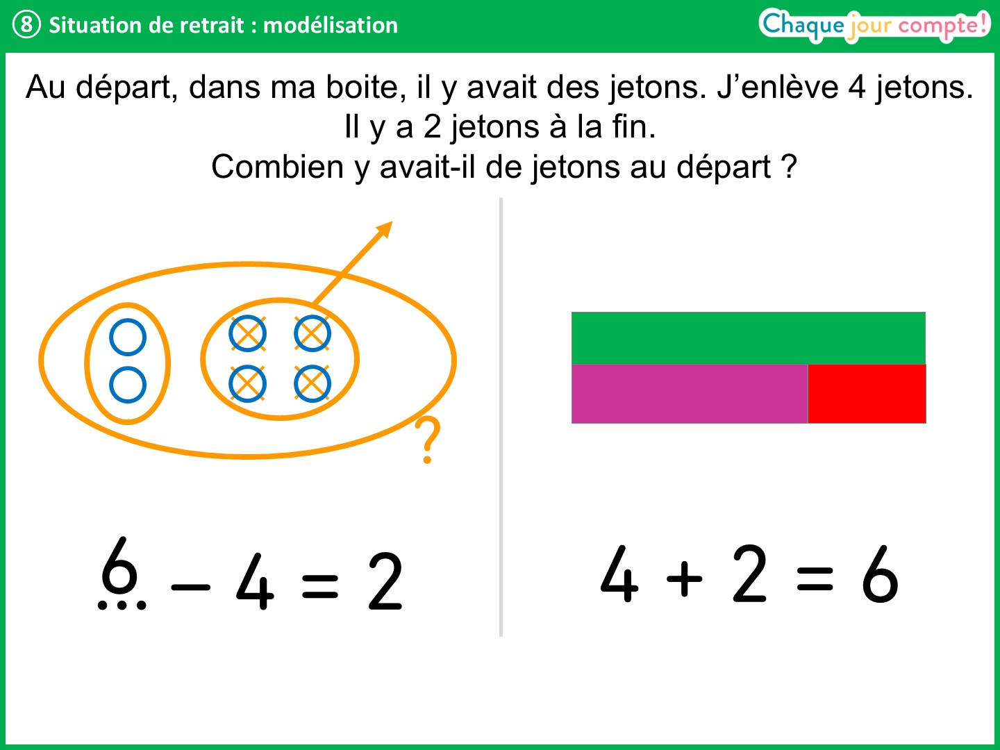 ⑧ Situation de retrait : modélisation
Chaque jour compte!
Au départ, dans ma boite, il y avait des jetons. J’enlève 4 jetons.
Il y a 2 jetons à la fin.
Combien y avait-il de jetons au départ ?
?
6
... – 4 = 2
4 + 2 = 6